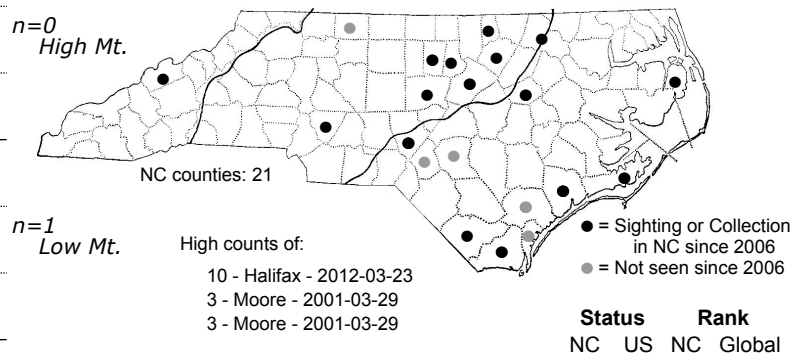 n=0
High Mt.
NC counties: 21
n=1
Low Mt.
High counts of:
10 - Halifax - 2012-03-23
3 - Moore - 2001-03-29
3 - Moore - 2001-03-29
= Sighting or Collection
in NC since 2006
= Not seen since 2006
Status Rank
NC US NC Global